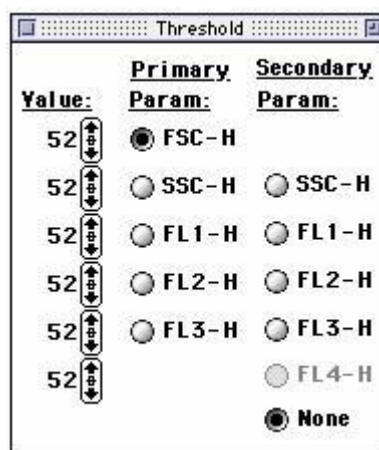 Threshold
Primary Secondary
Value: Param: Param:
52 FSC-H
52 SSC-H SSC-H
52 FL1-H FL1-H
52 FL2-H FL2-H
52 FL3-H FL3-H
52 FL4-H
None